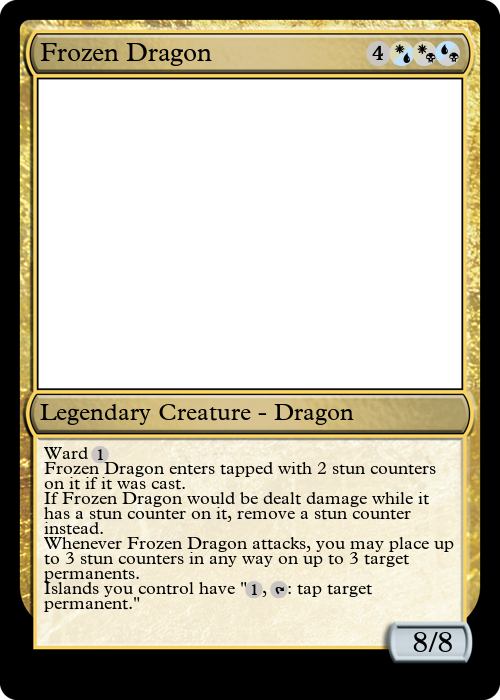 Frozen Dragon 4
Legendary Creature - Dragon
Ward 1
Frozen Dragon enters tapped with 2 stun counters
on it if it was cast.
If Frozen Dragon would be dealt damage while it
has a stun counter on it, remove a stun counter
instead.
Whenever Frozen Dragon attacks, you may place up
to 3 stun counters in any way on up to 3 target
permanents.
Islands you control have "1, : tap target
permanent."
8/8